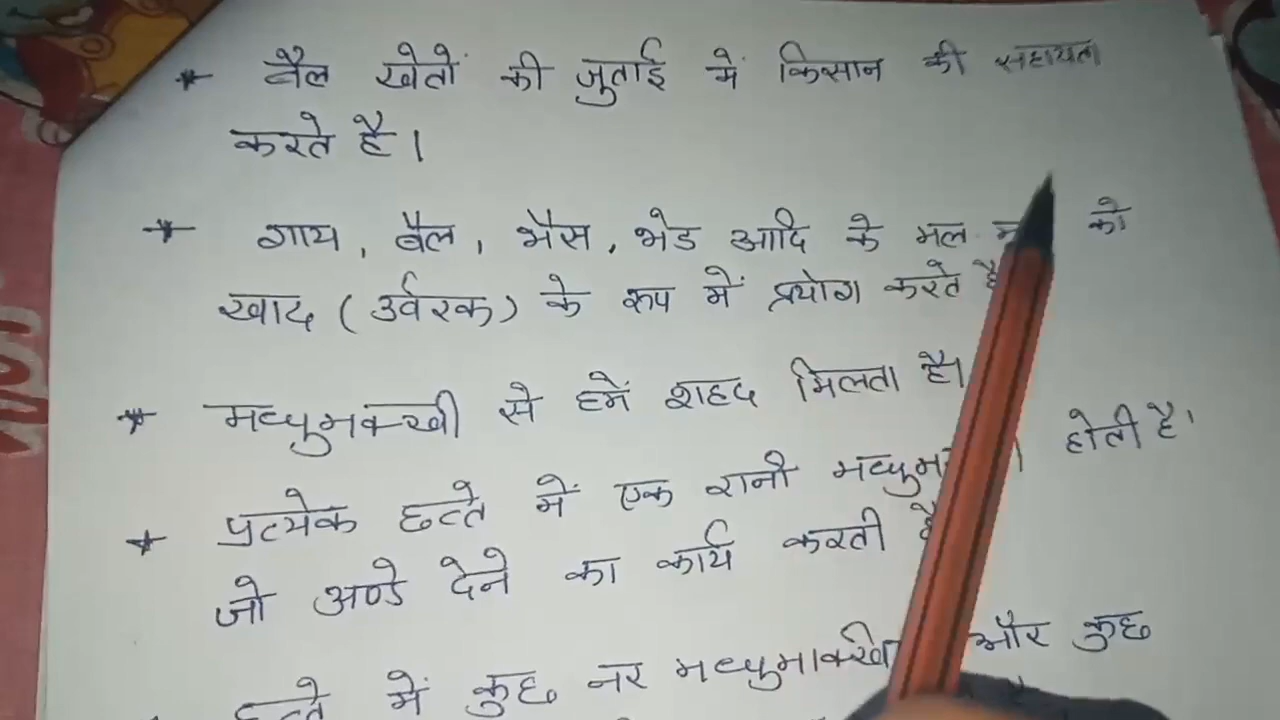 * बैल खेतों की जुताई में किसान की सहायता
करते है।
* गाय, बैल, भैस, भेड आदि के मल को
खाद (उर्वरक) के रूप में प्रयोग करते है
* मधुमक्खी से हमें शहद मिलता है।
* प्रत्येक छत्ते में एक रानी होती है।
जो अण्डे देने का कार्य करती है
छत्ते में कुछ नर और कुछ